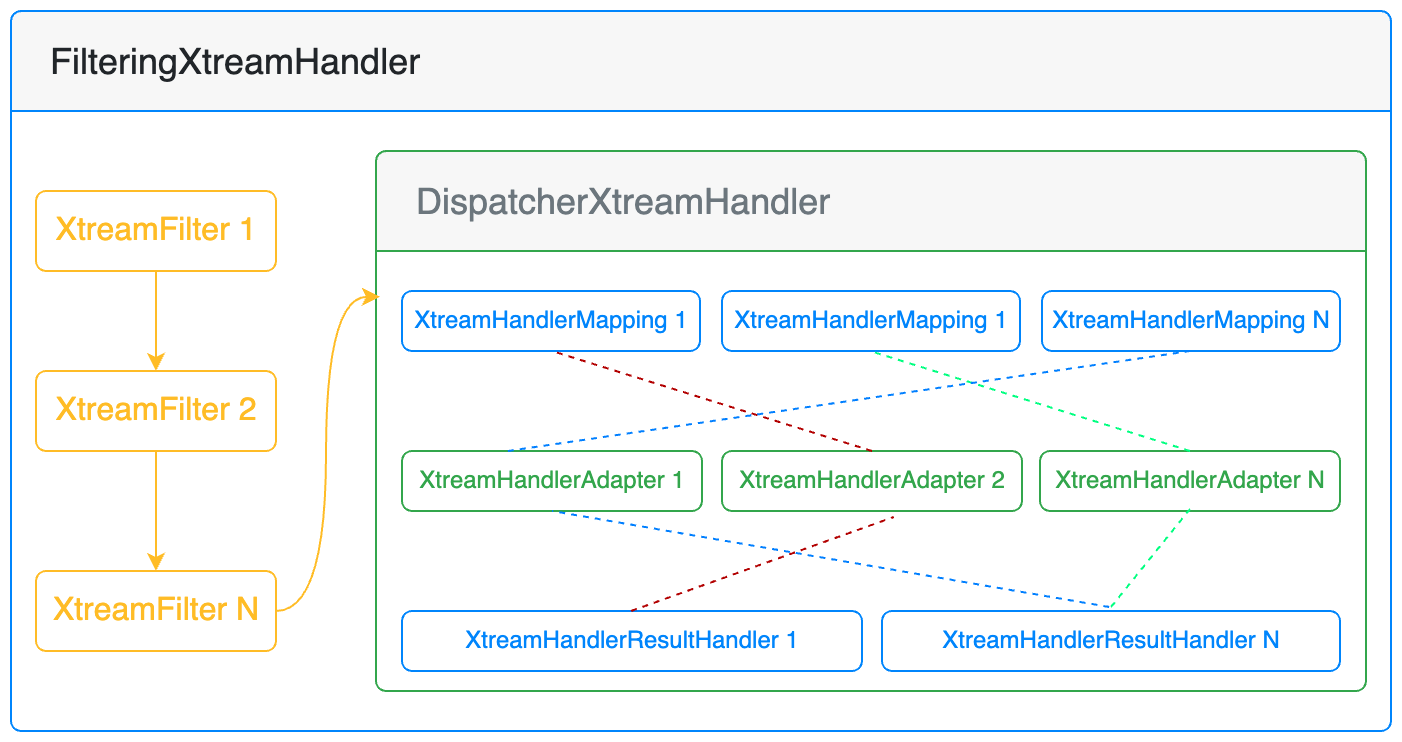 FilteringXtreamHandler
XtreamFilter 1
XtreamFilter 2
XtreamFilter N
DispatcherXtreamHandler
XtreamHandlerMapping 1
XtreamHandlerMapping 1
XtreamHandlerMapping N
XtreamHandlerAdapter 1
XtreamHandlerAdapter 2
XtreamHandlerAdapter N
XtreamHandlerResultHandler 1
XtreamHandlerResultHandler N